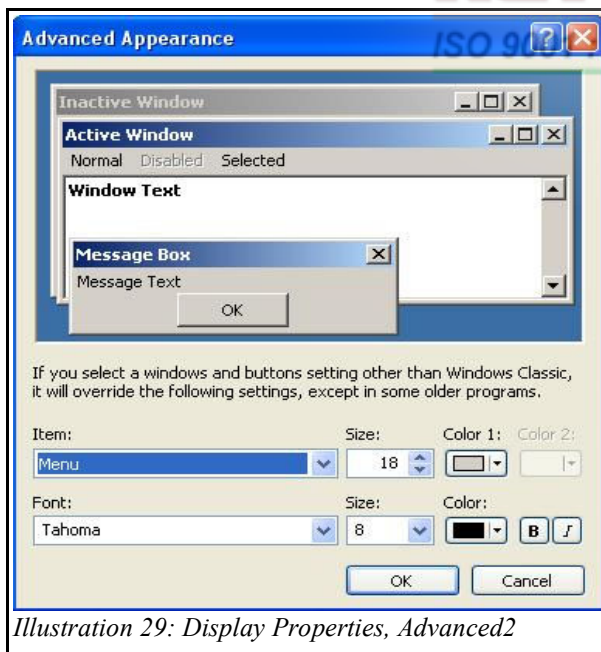 Advanced Appearance
ISO 9001
Inactive Window
Active Window
Normal Disabled Selected
Window Text
Message Box
Message Text
OK
If you select a windows and buttons setting other than Windows Classic,
it will override the following settings, except in some older programs.
Item: Size: Color 1: Color 2:
Menu 18
Font: Size: Color:
Tahoma 8 B I
OK Cancel
Illustration 29: Display Properties, Advanced2